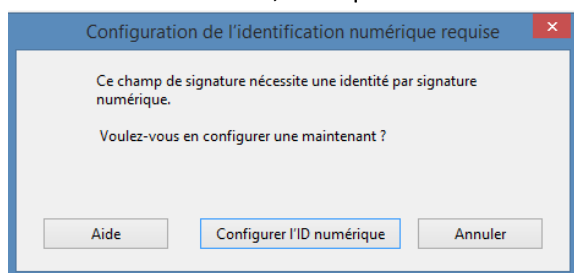 Configuration de l'identification numérique requise
Ce champ de signature nécessite une identité par signature
numérique.
Voulez-vous en configurer une maintenant ?
Aide
Configurer l'ID numérique
Annuler